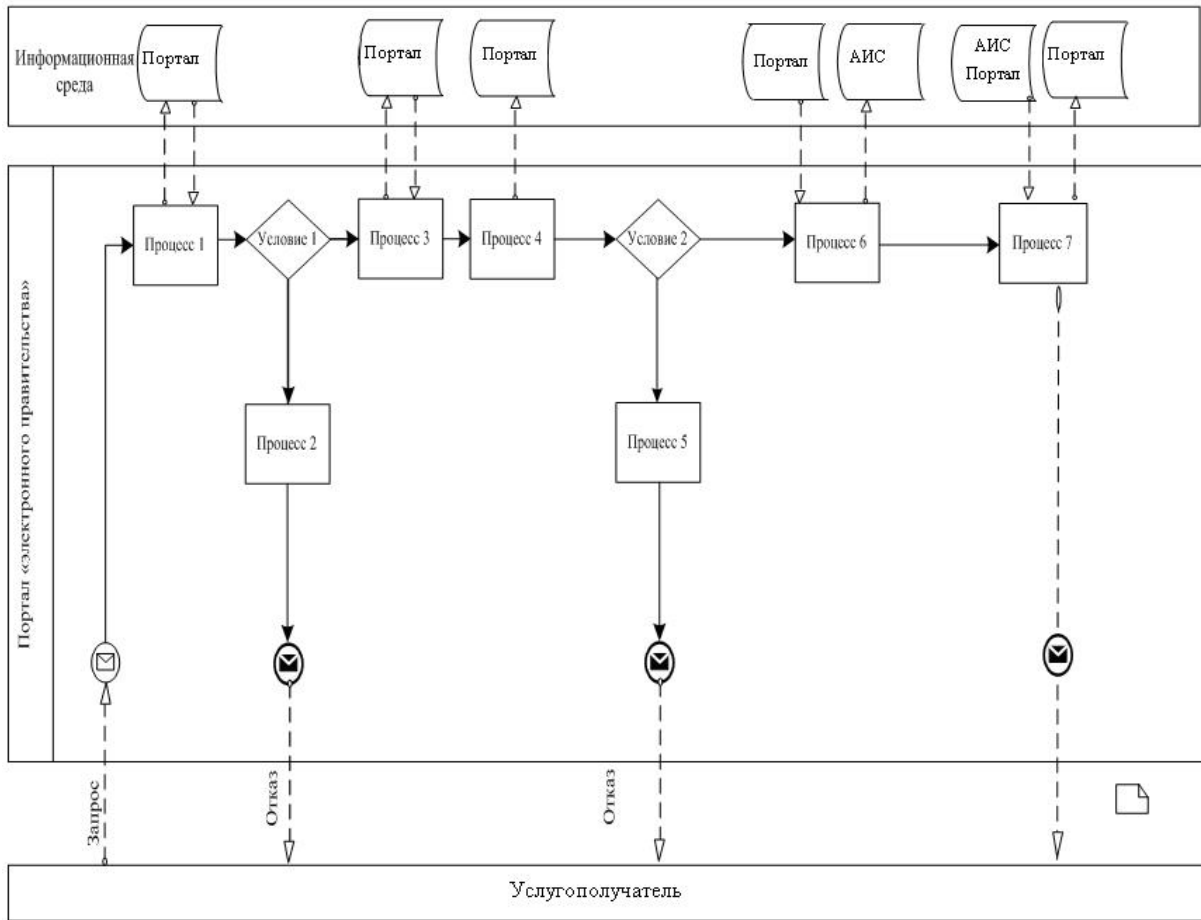 Информационная
среда
Портал
Портал
Портал
Портал
АИС
АИС
Портал
Портал
Портал «электронного правительства»
Процесс 1
Условие 1
Процесс 3
Процесс 4
Условие 2
Процесс 6
Процесс 7
Процесс 2
Процесс 5
Запрос
Отказ
Отказ
Услугополучатель